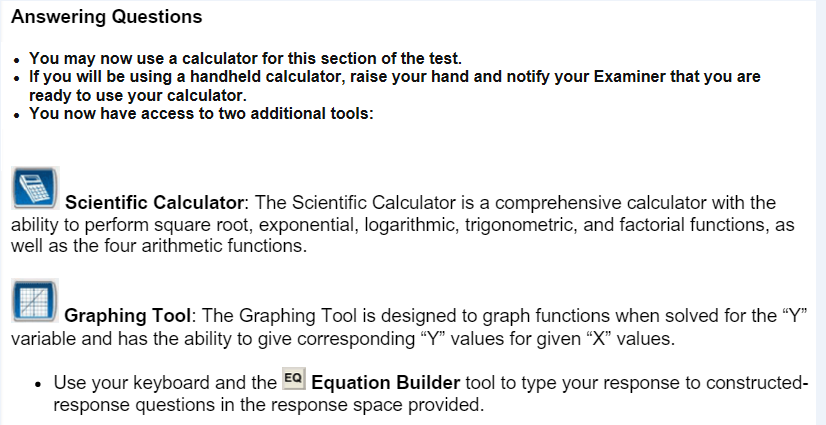 Answering Questions
• You may now use a calculator for this section of the test.
• If you will be using a handheld calculator, raise your hand and notify your Examiner that you are
ready to use your calculator.
• You now have access to two additional tools:
Scientific Calculator: The Scientific Calculator is a comprehensive calculator with the
ability to perform square root, exponential, logarithmic, trigonometric, and factorial functions, as
well as the four arithmetic functions.
Graphing Tool: The Graphing Tool is designed to graph functions when solved for the “Y”
variable and has the ability to give corresponding “Y” values for given “X” values.
• Use your keyboard and the EQ Equation Builder tool to type your response to constructed-
response questions in the response space provided.